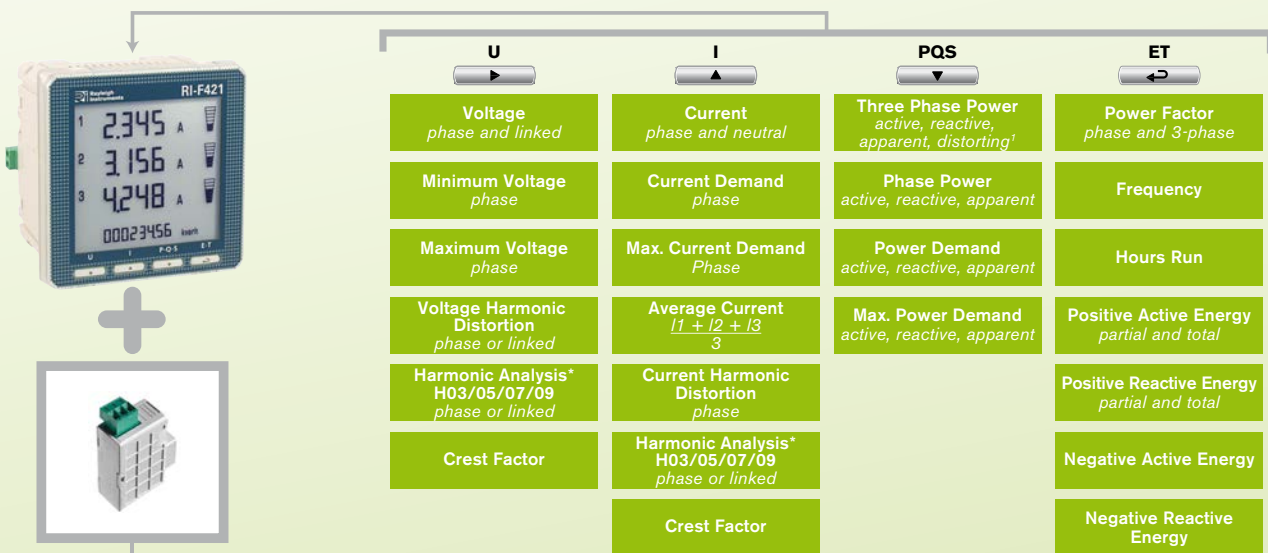 U
I
PQS
ET
Voltage
phase and linked
Minimum Voltage
phase
Maximum Voltage
phase
Voltage Harmonic
Distortion
phase or linked
Harmonic Analysis*
H03/05/07/09
phase or linked
Crest Factor
Current
phase and neutral
Current Demand
phase
Max. Current Demand
Phase
Average Current
I1 + I2 + I3
3
Current Harmonic
Distortion
phase
Harmonic Analysis*
H03/05/07/09
phase or linked
Crest Factor
Three Phase Power
active, reactive,
apparent, distorting¹
Phase Power
active, reactive, apparent
Power Demand
active, reactive, apparent
Max. Power Demand
active, reactive, apparent
Power Factor
phase and 3-phase
Frequency
Hours Run
Positive Active Energy
partial and total
Positive Reactive Energy
partial and total
Negative Active Energy
Negative Reactive
Energy
Rayleigh
Instruments
RI-F421
1 2.345 A
2 3.156 A
3 4.248 A
00023456 kWh
U I P-Q-S E-T